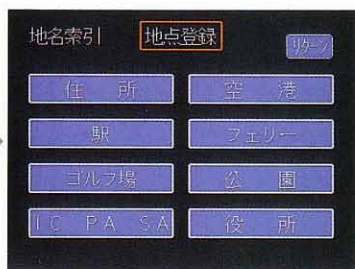 地名索引 地点登録 リターン
住所 空港
駅 フェリー
ゴルフ場 公園
IC PA SA 役所